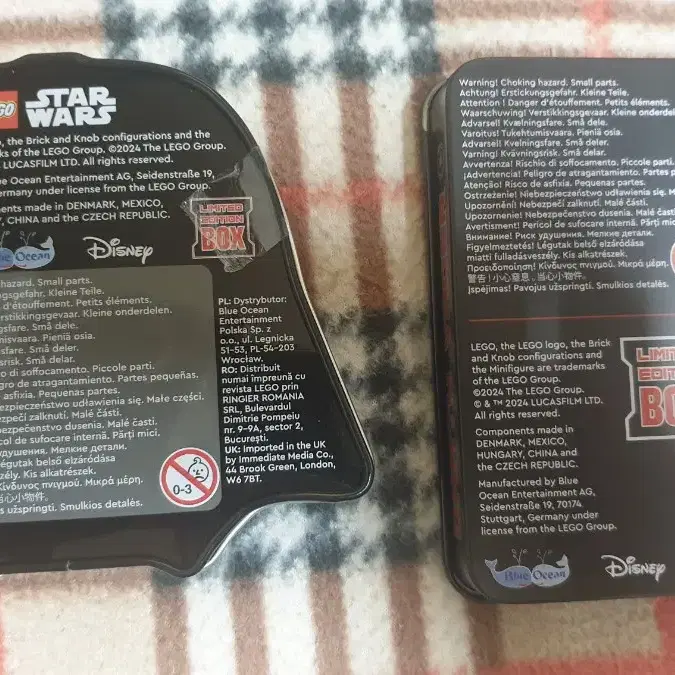 STAR
WARS
, the Brick and Knob configurations and the
ks of the LEGO Group. ©2024 The LEGO Group.
LUCASFILM LTD. All rights reserved.
ue Ocean Entertainment AG, Seidenstraße 19,
ermany under license from the LEGO Group.
nents made in DENMARK, MEXICO,
, CHINA and the CZECH REPUBLIC.
LIMITED
EDITION
BOX
Blue Ocean
Disney
hazard. Small parts.
gsgefahr. Kleine Teile.
d'étouffement. Petits éléments.
erstikkingsgevaar. Kleine onderdelen.
gsfare. Små dele.
misvaara. Pieniä osia.
gsfare. Små deler.
srisk. Små delar.
o di soffocamento. Piccole parti.
gro de atragantamiento. Partes pequeñas.
asfixia. Pequenas partes.
ezpieczeństwo udławienia się. Małe części.
ezpečí zalknutí. Malé části.
ezpečenstvo dusenia. Malé časti.
col de sufocare internă. Părți mici.
удушения. Мелкие детали.
égutak belső elzáródása
szély. Kis alkatrészek.
Κίνδυνος πνιγμού. Μικρά μέρη.
当心小物件。
s užspringti. Smulkios detalės.
0-3
PL: Dystrybutor:
Blue Ocean
Entertainment
Polska Sp. z
o.o., ul. Legnicka
51-53, PL-54-203
Wrocław.
RO: Distribuit
numai împreună cu
revista LEGO prin
RINGIER ROMANIA
SRL, Bulevardul
Dimitrie Pompeiu
nr. 9-9A, sector 2,
București.
UK: Imported in the UK
by Immediate Media Co.,
44 Brook Green, London,
W6 7BT.
Warning! Choking hazard. Small parts.
Achtung! Erstickungsgefahr. Kleine Teile.
Attention ! Danger d'étouffement. Petits éléments.
Waarschuwing! Verstikkingsgevaar. Kleine onderdele
Advarsel! Kvælningsfare. Små dele.
Varoitus! Tukehtumisvaara. Pieniä osia.
Advarsel! Kvelningsfare. Små deler.
Varning! Kvävningsrisk. Små delar.
Avvertenza! Rischio di soffocamento. Piccole parti.
¡Advertencia! Peligro de atragantamiento. Partes p
Atenção! Risco de asfixia. Pequenas partes.
Ostrzeżenie! Niebezpieczeństwo udławienia się. M
Upozornění! Nebezpečí zalknutí. Malé části.
Upozornenie! Nebezpečenstvo dusenia. Malé časti.
Avertisment! Pericol de sufocare internă. Părți mici
Внимание! Риск удушения. Мелкие детали.
Figyelmeztetés! Légutak belső elzáródása
miatti fulladásveszély. Kis alkatrészek.
Προειδοποίηση! Κίνδυνος πνιγμού. Μικρά μέρη.
警告！小心窒息，当心小物件。
Įspėjimas! Pavojus užspringti. Smulkios detalės.
LEGO, the LEGO logo, the Brick
and Knob configurations and
the Minifigure are trademarks
of the LEGO Group.
©2024 The LEGO Group.
© & ™ 2024 LUCASFILM LTD.
All rights reserved.
Components made in
DENMARK, MEXICO,
HUNGARY, CHINA and
the CZECH REPUBLIC.
Manufactured by Blue
Ocean Entertainment AG,
Seidenstraße 19, 70174
Stuttgart, Germany under
license from the LEGO Group.
Blue Ocean
Disney